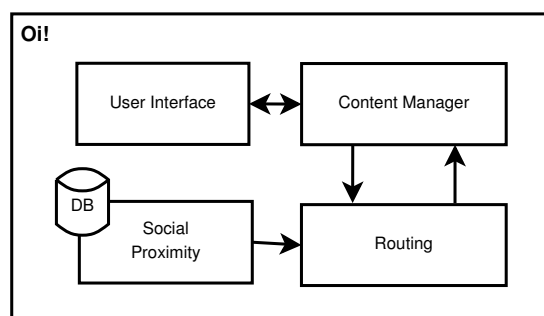 Oi!
User Interface
Content Manager
DB
Social
Proximity
Routing